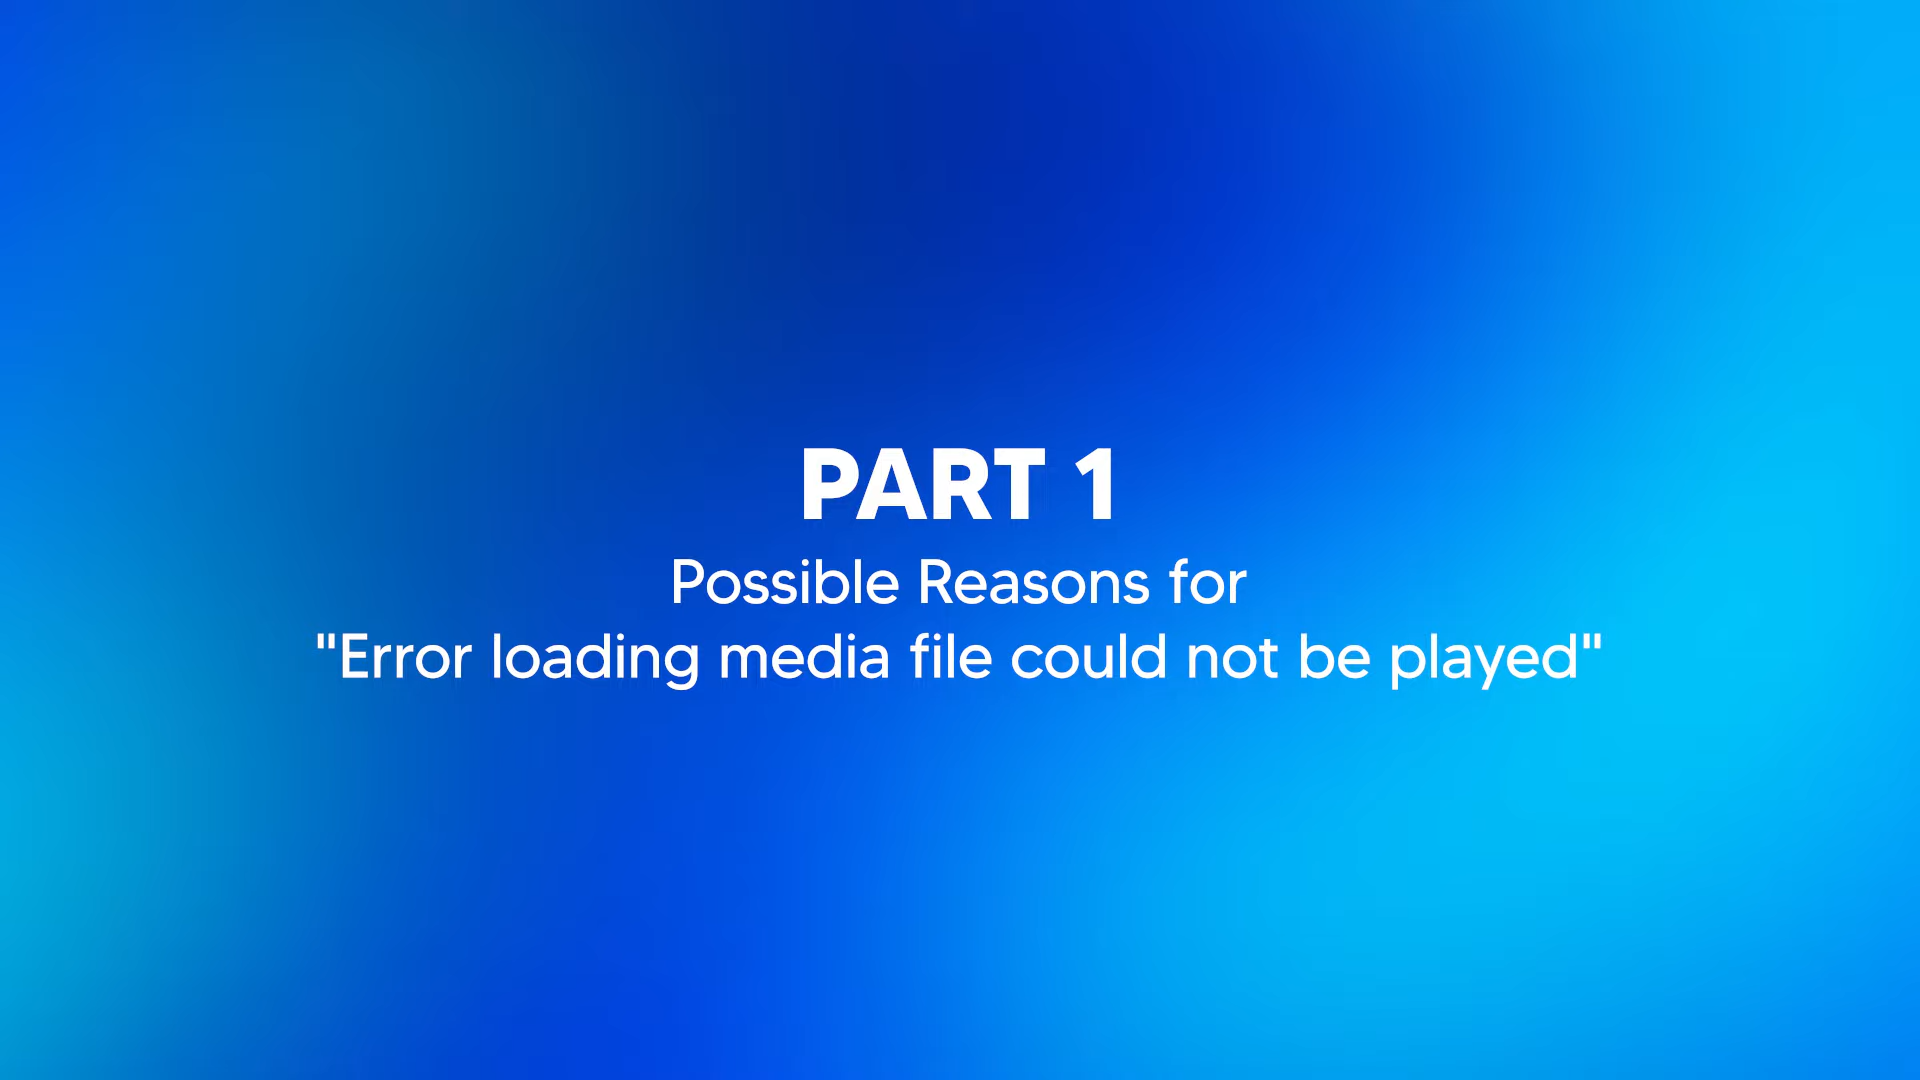 PART 1
Possible Reasons for
"Error loading media file could not be played"